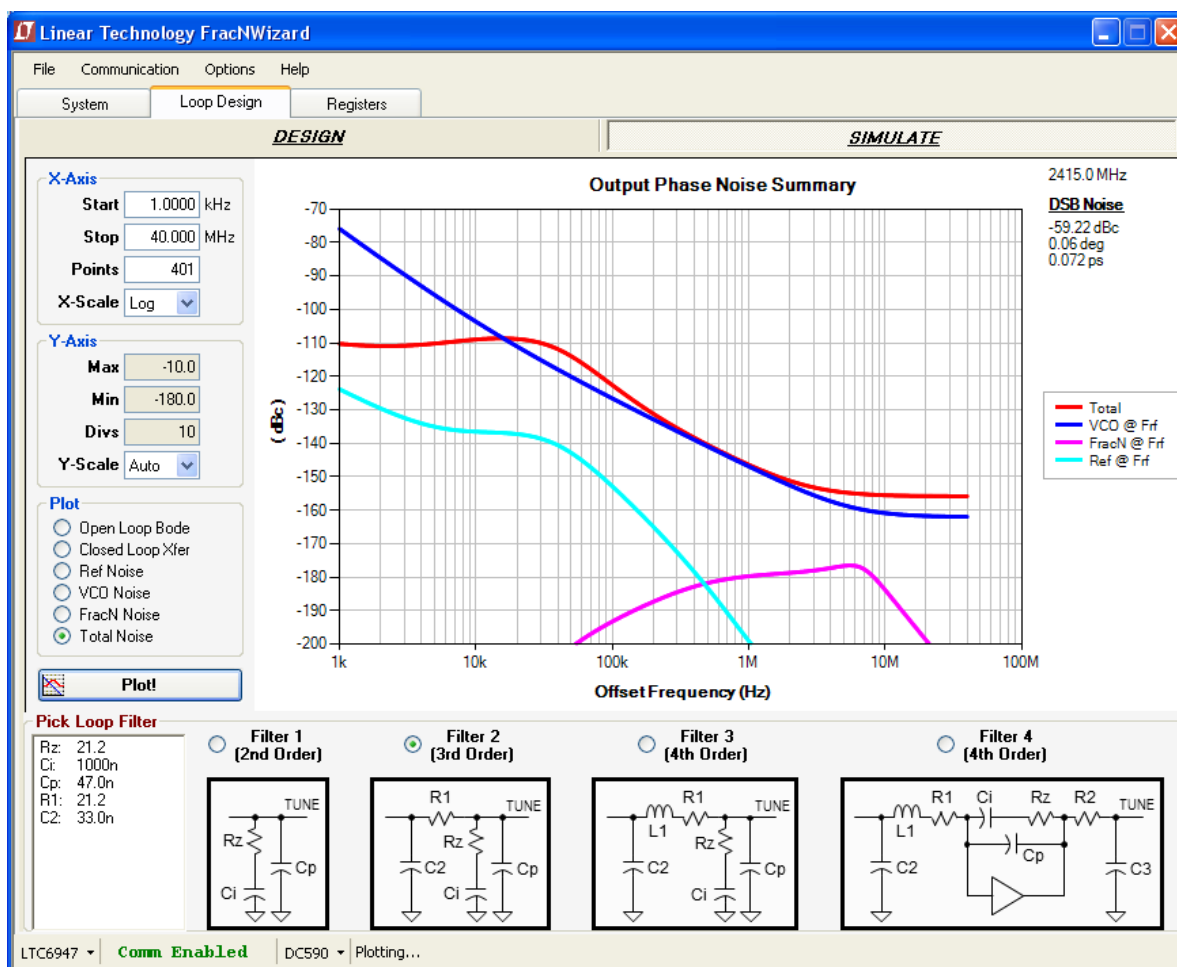 Linear Technology FracNWizard
File Communication Options Help
System Loop Design Registers
DESIGN SIMULATE
X-Axis
Start 1.0000 kHz
Stop 40.000 MHz
Points 401
X-Scale Log
Y-Axis
Max -10.0
Min -180.0
Divs 10
Y-Scale Auto
Plot
Open Loop Bode
Closed Loop Xfer
Ref Noise
VCO Noise
FracN Noise
Total Noise
Plot!
Output Phase Noise Summary
-70
-80
-90
-100
-110
-120
-130
-140
-150
-160
-170
-180
-190
-200
( dBc)
1k 10k 100k 1M 10M 100M
Offset Frequency (Hz)
2415.0 MHz
DSB Noise
-59.22 dBc
0.06 deg
0.072 ps
Total
VCO @ Frf
FracN @ Frf
Ref @ Frf
Pick Loop Filter
Rz: 21.2
Ci: 1000n
Cp: 47.0n
R1: 21.2
C2: 33.0n
Filter 1
(2nd Order)
TUNE
Rz
Cp
Ci
Filter 2
(3rd Order)
R1
TUNE
Rz
C2
Cp
Ci
Filter 3
(4th Order)
R1
TUNE
L1
Rz
C2
Cp
Ci
Filter 4
(4th Order)
R1 Ci Rz R2 TUNE
L1
Cp
C2
C3
LTC6947 Comm Enabled DC590 Plotting...